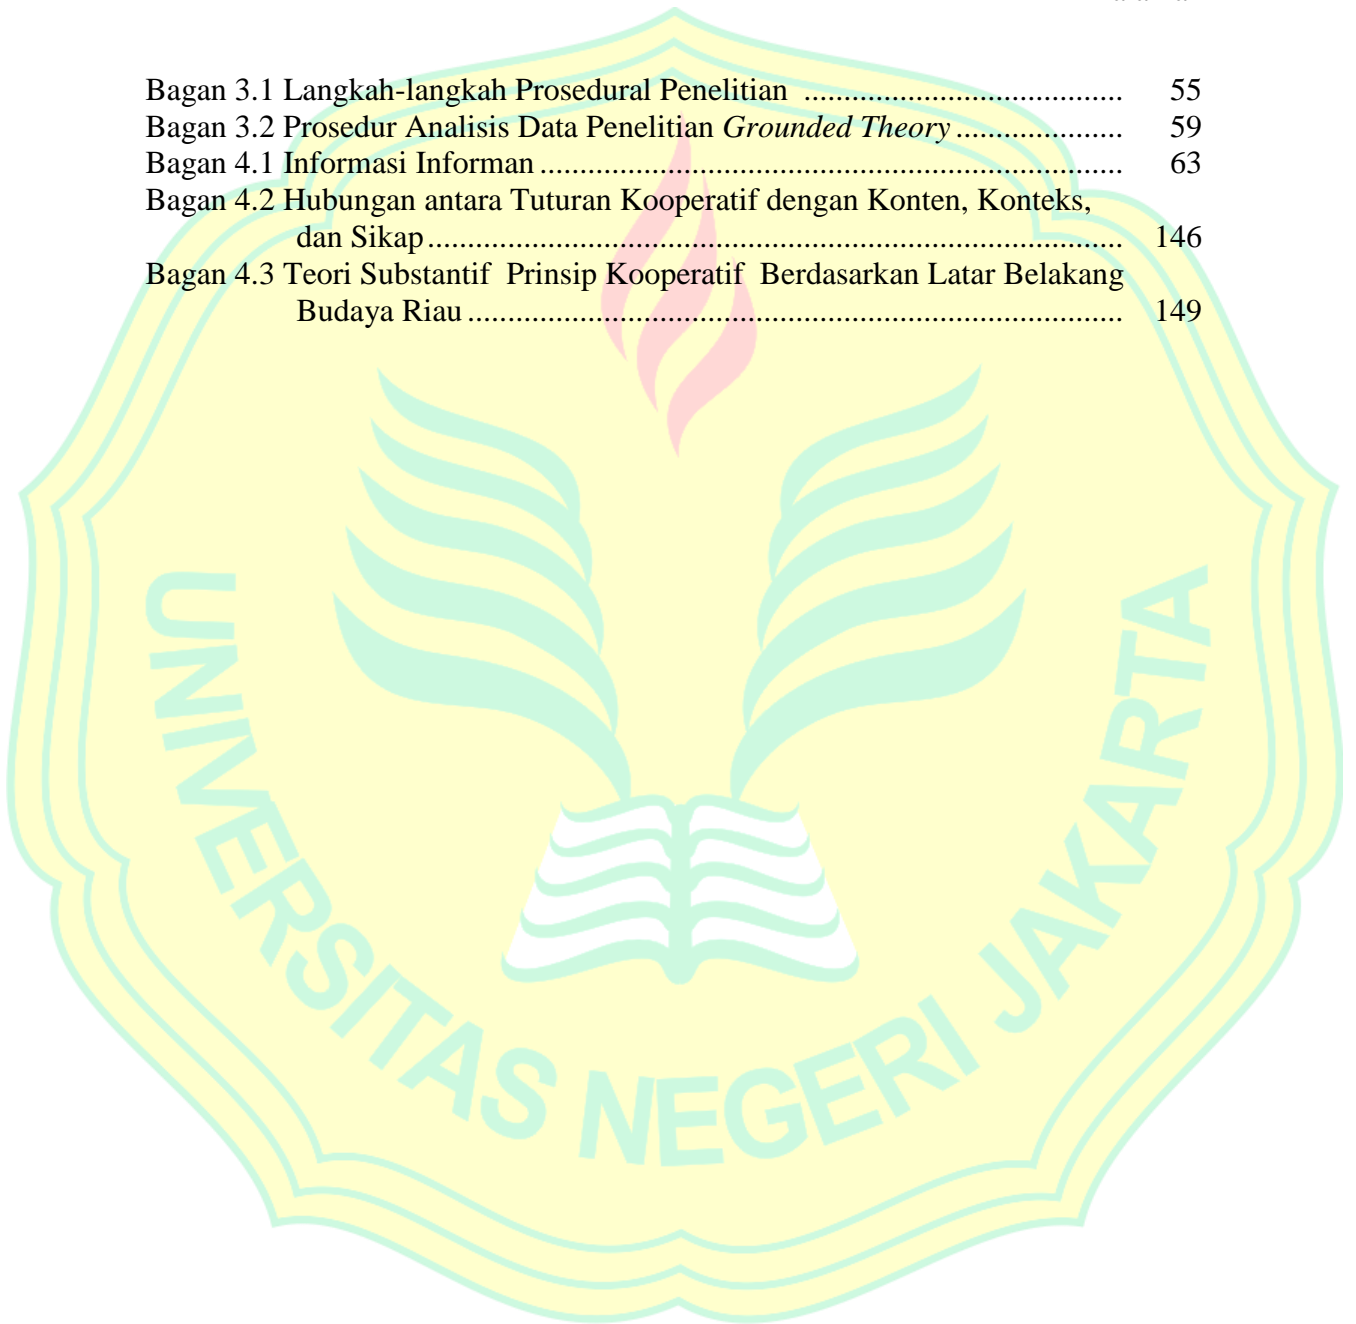 Bagan 3.1 Langkah-langkah Prosedural Penelitian ........................................ 55
Bagan 3.2 Prosedur Analisis Data Penelitian Grounded Theory ..................... 59
Bagan 4.1 Informasi Informan ......................................................................... 63
Bagan 4.2 Hubungan antara Tuturan Kooperatif dengan Konten, Konteks,
dan Sikap ....................................................................................... 146
Bagan 4.3 Teori Substantif Prinsip Kooperatif Berdasarkan Latar Belakang
Budaya Riau .................................................................................. 149
UNIVERSITAS NEGERI JAKARTA